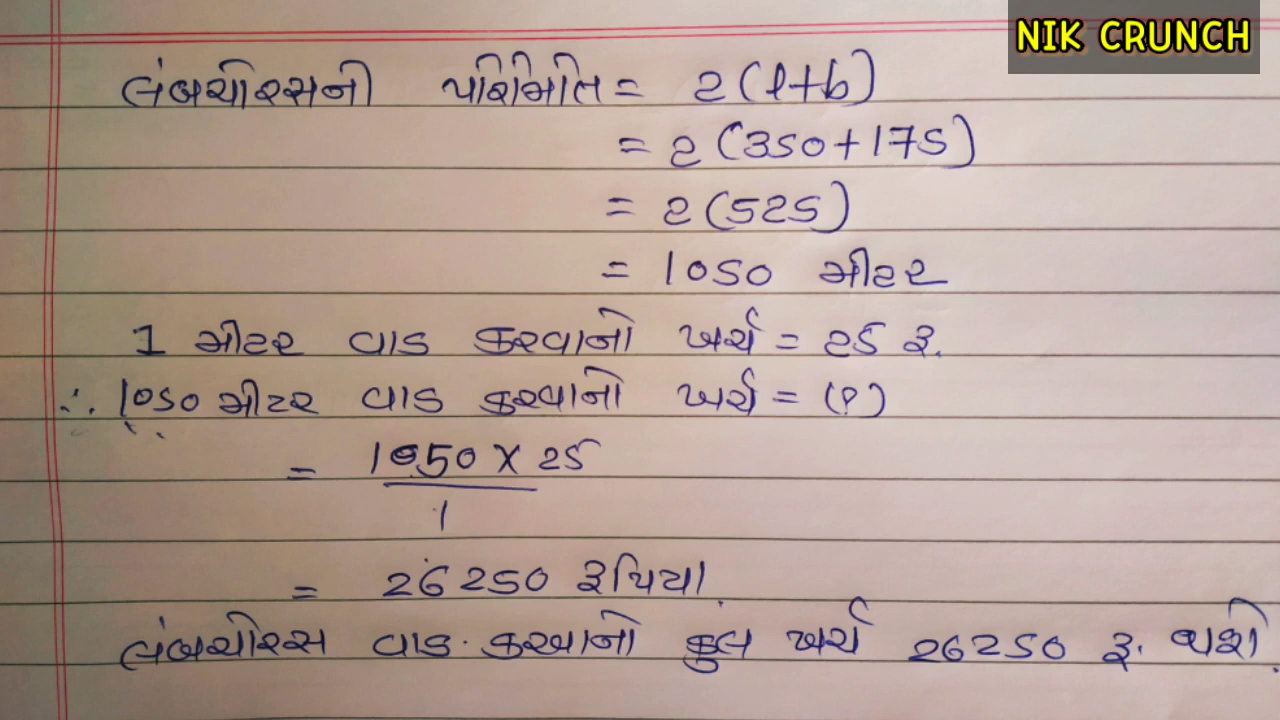 NIK CRUNCH
લંબચોરસની પરિમિતિ = 2(l+b)
= 2(350+175)
= 2(525)
= 1050 મીટર
1 મીટર વાડ કરવાનો ખર્ચ = 25 રૂ.
∴ 1050 મીટર વાડ કરવાનો ખર્ચ = (?)
= 1050 X 25
1
= 26250 રૂપિયા.
લંબચોરસ વાડ કરવાનો કુલ ખર્ચ 26250 રૂ. થશે.